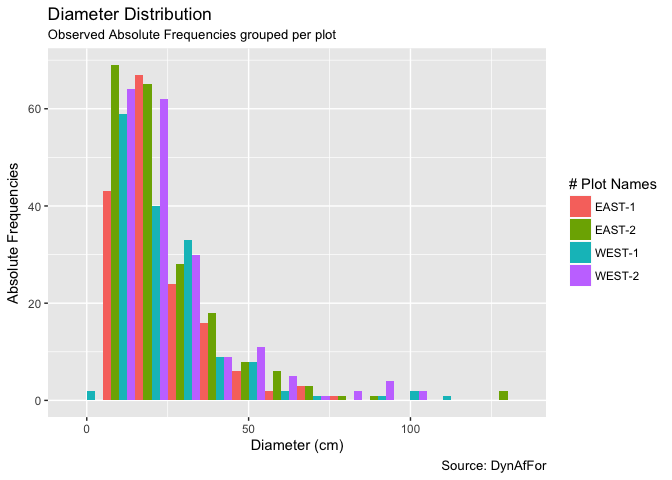 Diameter Distribution
Observed Absolute Frequencies grouped per plot
Absolute Frequencies
60
40
20
0
0 50 100
Diameter (cm)
# Plot Names
EAST-1
EAST-2
WEST-1
WEST-2
Source: DynAfFor